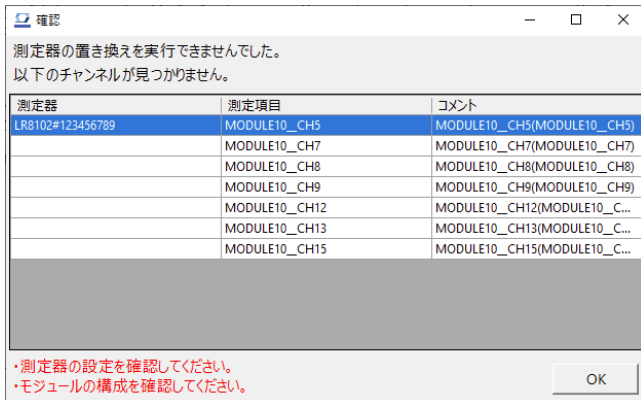 確認
測定器の置き換えを実行できませんでした。
以下のチャンネルが見つかりません。
測定器 測定項目 コメント
LR8102#123456789 MODULE10__CH5 MODULE10__CH5(MODULE10__CH5)
MODULE10__CH7 MODULE10__CH7(MODULE10__CH7)
MODULE10__CH8 MODULE10__CH8(MODULE10__CH8)
MODULE10__CH9 MODULE10__CH9(MODULE10__CH9)
MODULE10__CH12 MODULE10__CH12(MODULE10__C...
MODULE10__CH13 MODULE10__CH13(MODULE10__C...
MODULE10__CH15 MODULE10__CH15(MODULE10__C...
・測定器の設定を確認してください。
・モジュールの構成を確認してください。
OK